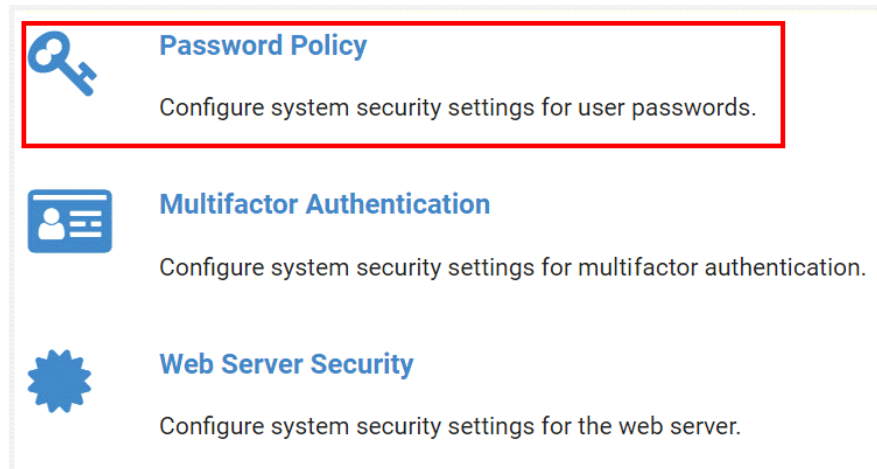 Password Policy
Configure system security settings for user passwords.
Multifactor Authentication
Configure system security settings for multifactor authentication.
Web Server Security
Configure system security settings for the web server.